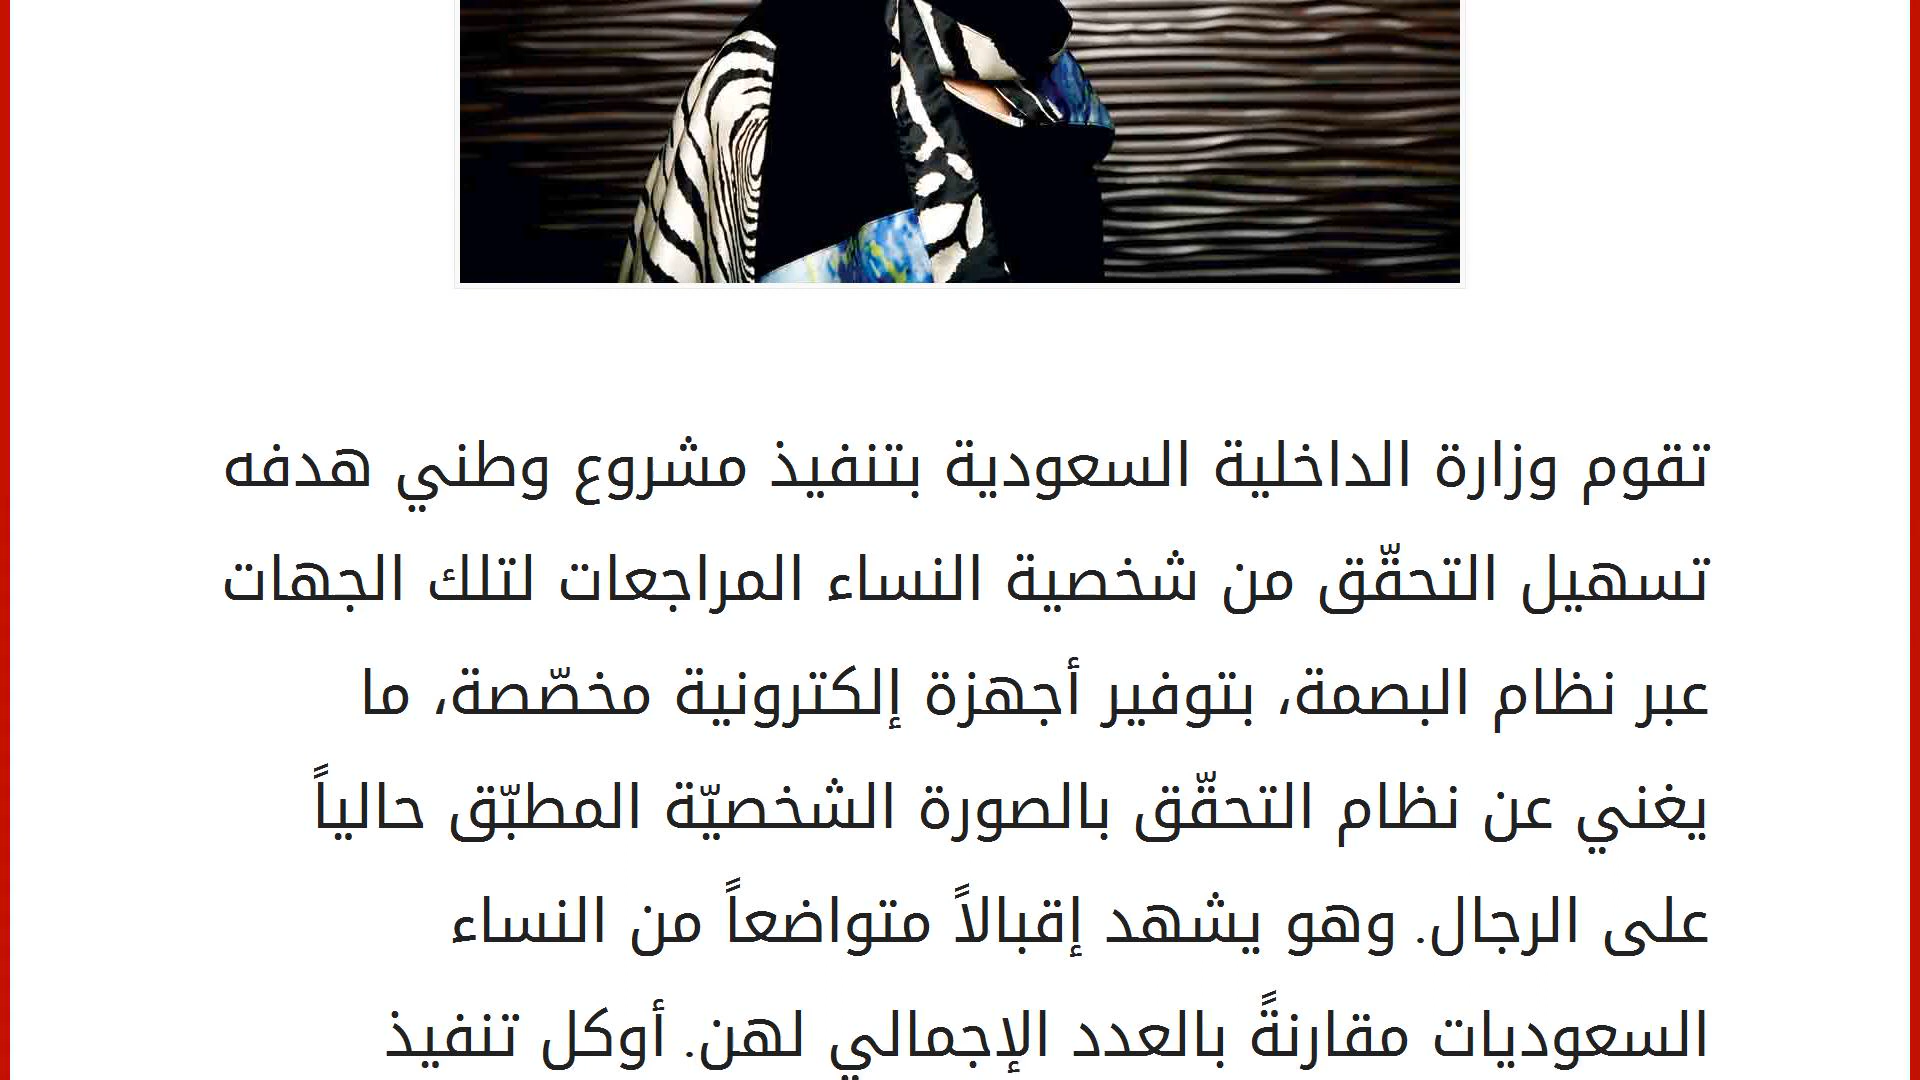 تقوم وزارة الداخلية السعودية بتنفيذ مشروع وطني هدفه
تسهيل التحقّق من شخصية النساء المراجعات لتلك الجهات
عبر نظام البصمة، بتوفير أجهزة إلكترونية مخصّصة، ما
يغني عن نظام التحقّق بالصورة الشخصيّة المطبّق حالياً
على الرجال. وهو يشهد إقبالاً متواضعاً من النساء
السعوديات مقارنةً بالعدد الإجمالي لهن. أوكل تنفيذ